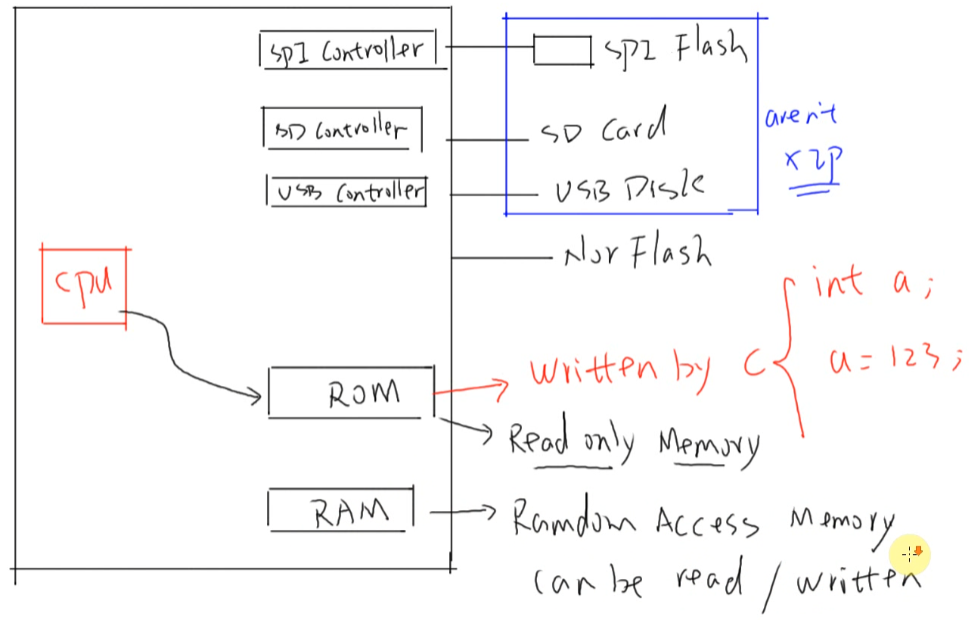 SPI Controller
SPI Flash
SD Controller
SD Card
aren't
XIP
USB Controller
USB Disk
Nor Flash
CPU
int a;
a = 123;
Written by C
ROM
Read only Memory
RAM
Ramdom Access Memory
can be read / written